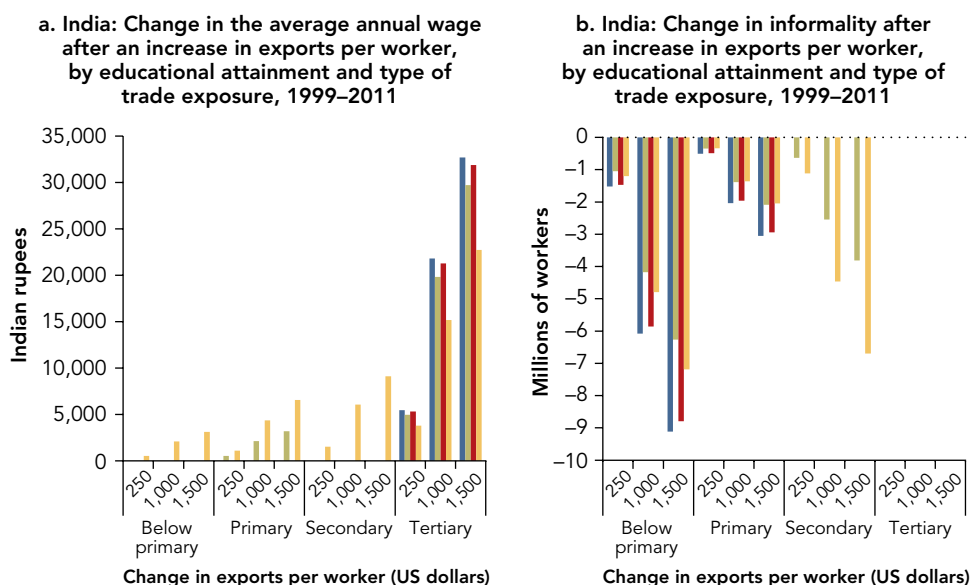 a. India: Change in the average annual wage
after an increase in exports per worker,
by educational attainment and type of
trade exposure, 1999–2011
35,000
30,000
25,000
20,000
15,000
10,000
5,000
0
Indian rupees
250
1,000
1,500
250
1,000
1,500
250
1,000
1,500
250
1,000
1,500
Below
primary
Primary
Secondary
Tertiary
Change in exports per worker (US dollars)
b. India: Change in informality after
an increase in exports per worker,
by educational attainment and type of
trade exposure, 1999–2011
0
−1
−2
−3
−4
−5
−6
−7
−8
−9
−10
Millions of workers
250
1,000
1,500
250
1,000
1,500
250
1,000
1,500
250
1,000
1,500
Below
primary
Primary
Secondary
Tertiary
Change in exports per worker (US dollars)